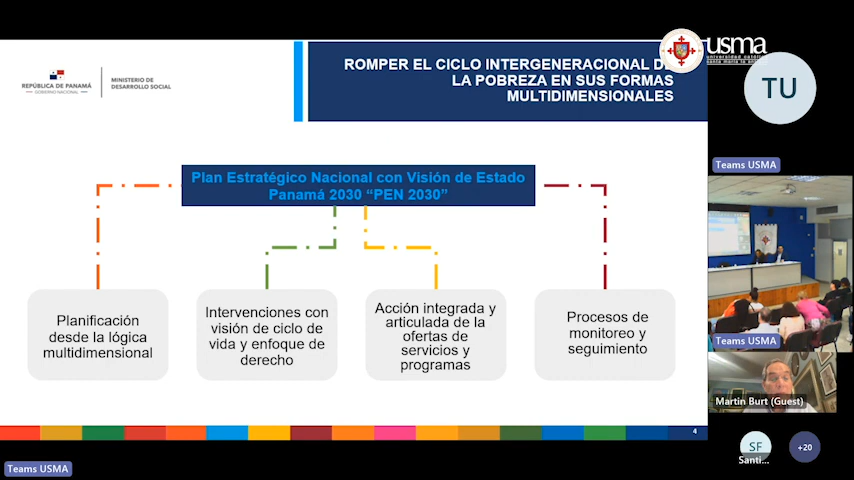 ROMPER EL CICLO INTERGENERACIONAL DE
LA POBREZA EN SUS FORMAS
MULTIDIMENSIONALES
REPÚBLICA DE PANAMÁ
— GOBIERNO NACIONAL —
MINISTERIO DE
DESARROLLO SOCIAL
usma
TU
Teams USMA
Plan Estratégico Nacional con Visión de Estado
Panamá 2030 “PEN 2030”
Planificación
desde la lógica
multidimensional
Intervenciones con
visión de ciclo de
vida y enfoque de
derecho
Acción integrada y
articulada de la
ofertas de
servicios y
programas
Procesos de
monitoreo y
seguimiento
Teams USMA
Martin Burt (Guest)
4
SF
Santi...
+20
Teams USMA